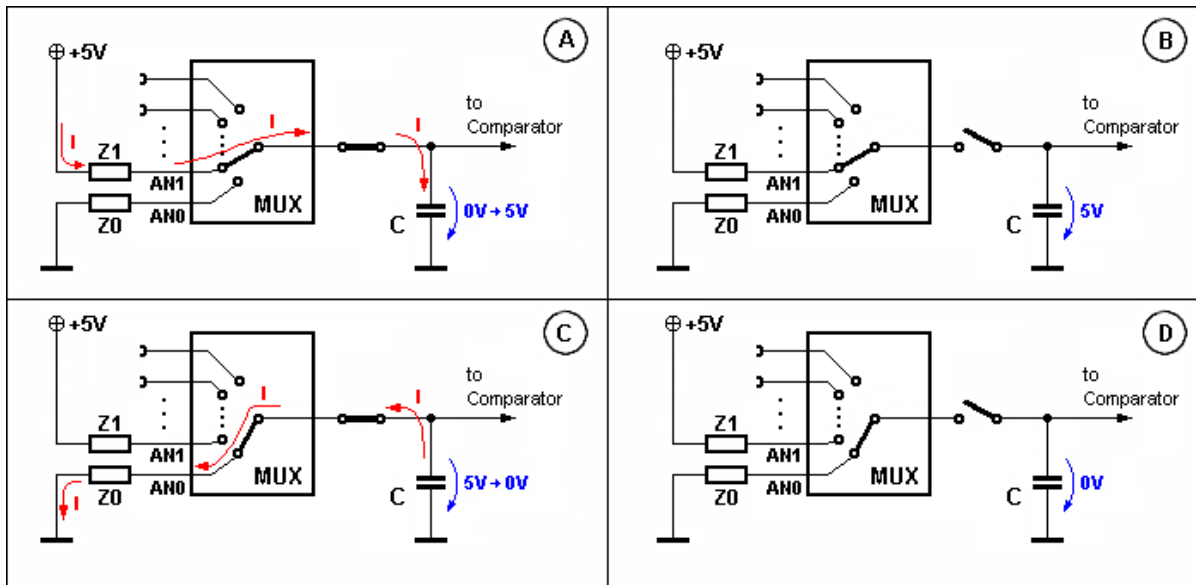 A
+5V
I
I
I
to
Comparator
Z1
AN1
Z0
AN0
MUX
C
0V→5V
B
+5V
to
Comparator
Z1
AN1
Z0
AN0
MUX
C
5V
C
+5V
I
I
I
to
Comparator
Z1
AN1
Z0
AN0
MUX
C
5V→0V
D
+5V
to
Comparator
Z1
AN1
Z0
AN0
MUX
C
0V